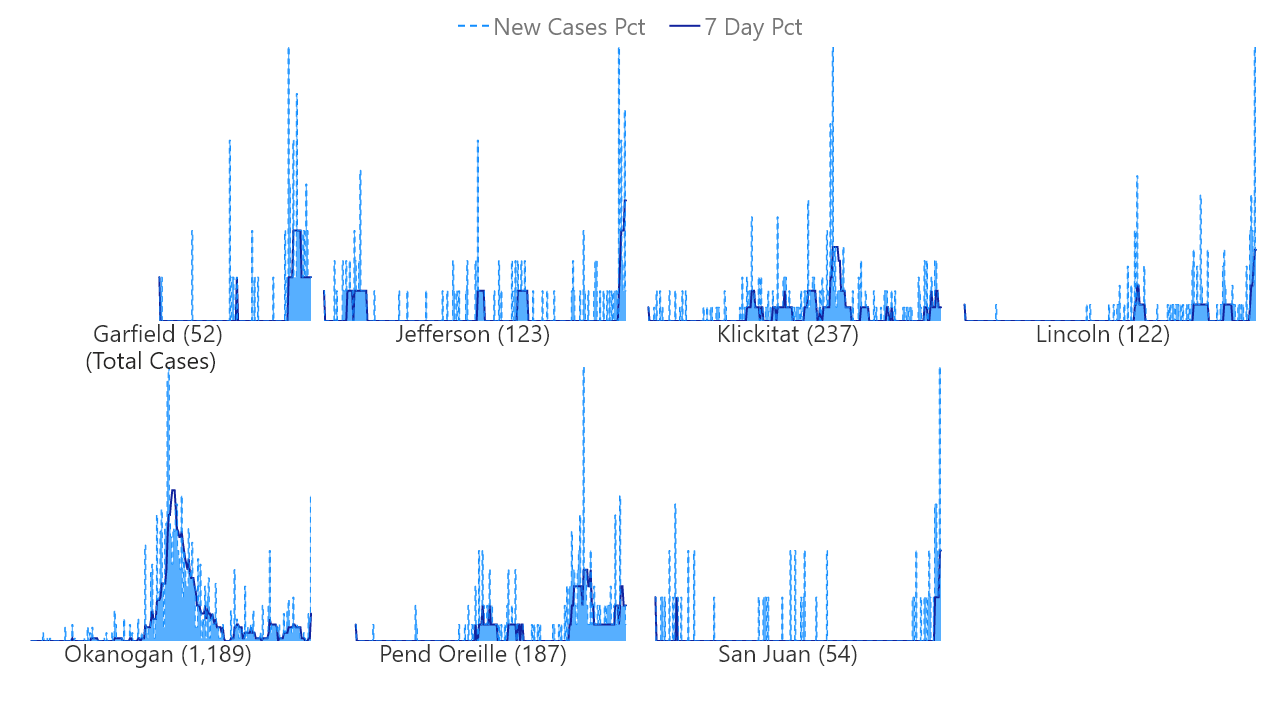 New Cases Pct 7 Day Pct
Garfield (52) Jefferson (123) Klickitat (237) Lincoln (122)
(Total Cases)
Okanogan (1,189) Pend Oreille (187) San Juan (54)